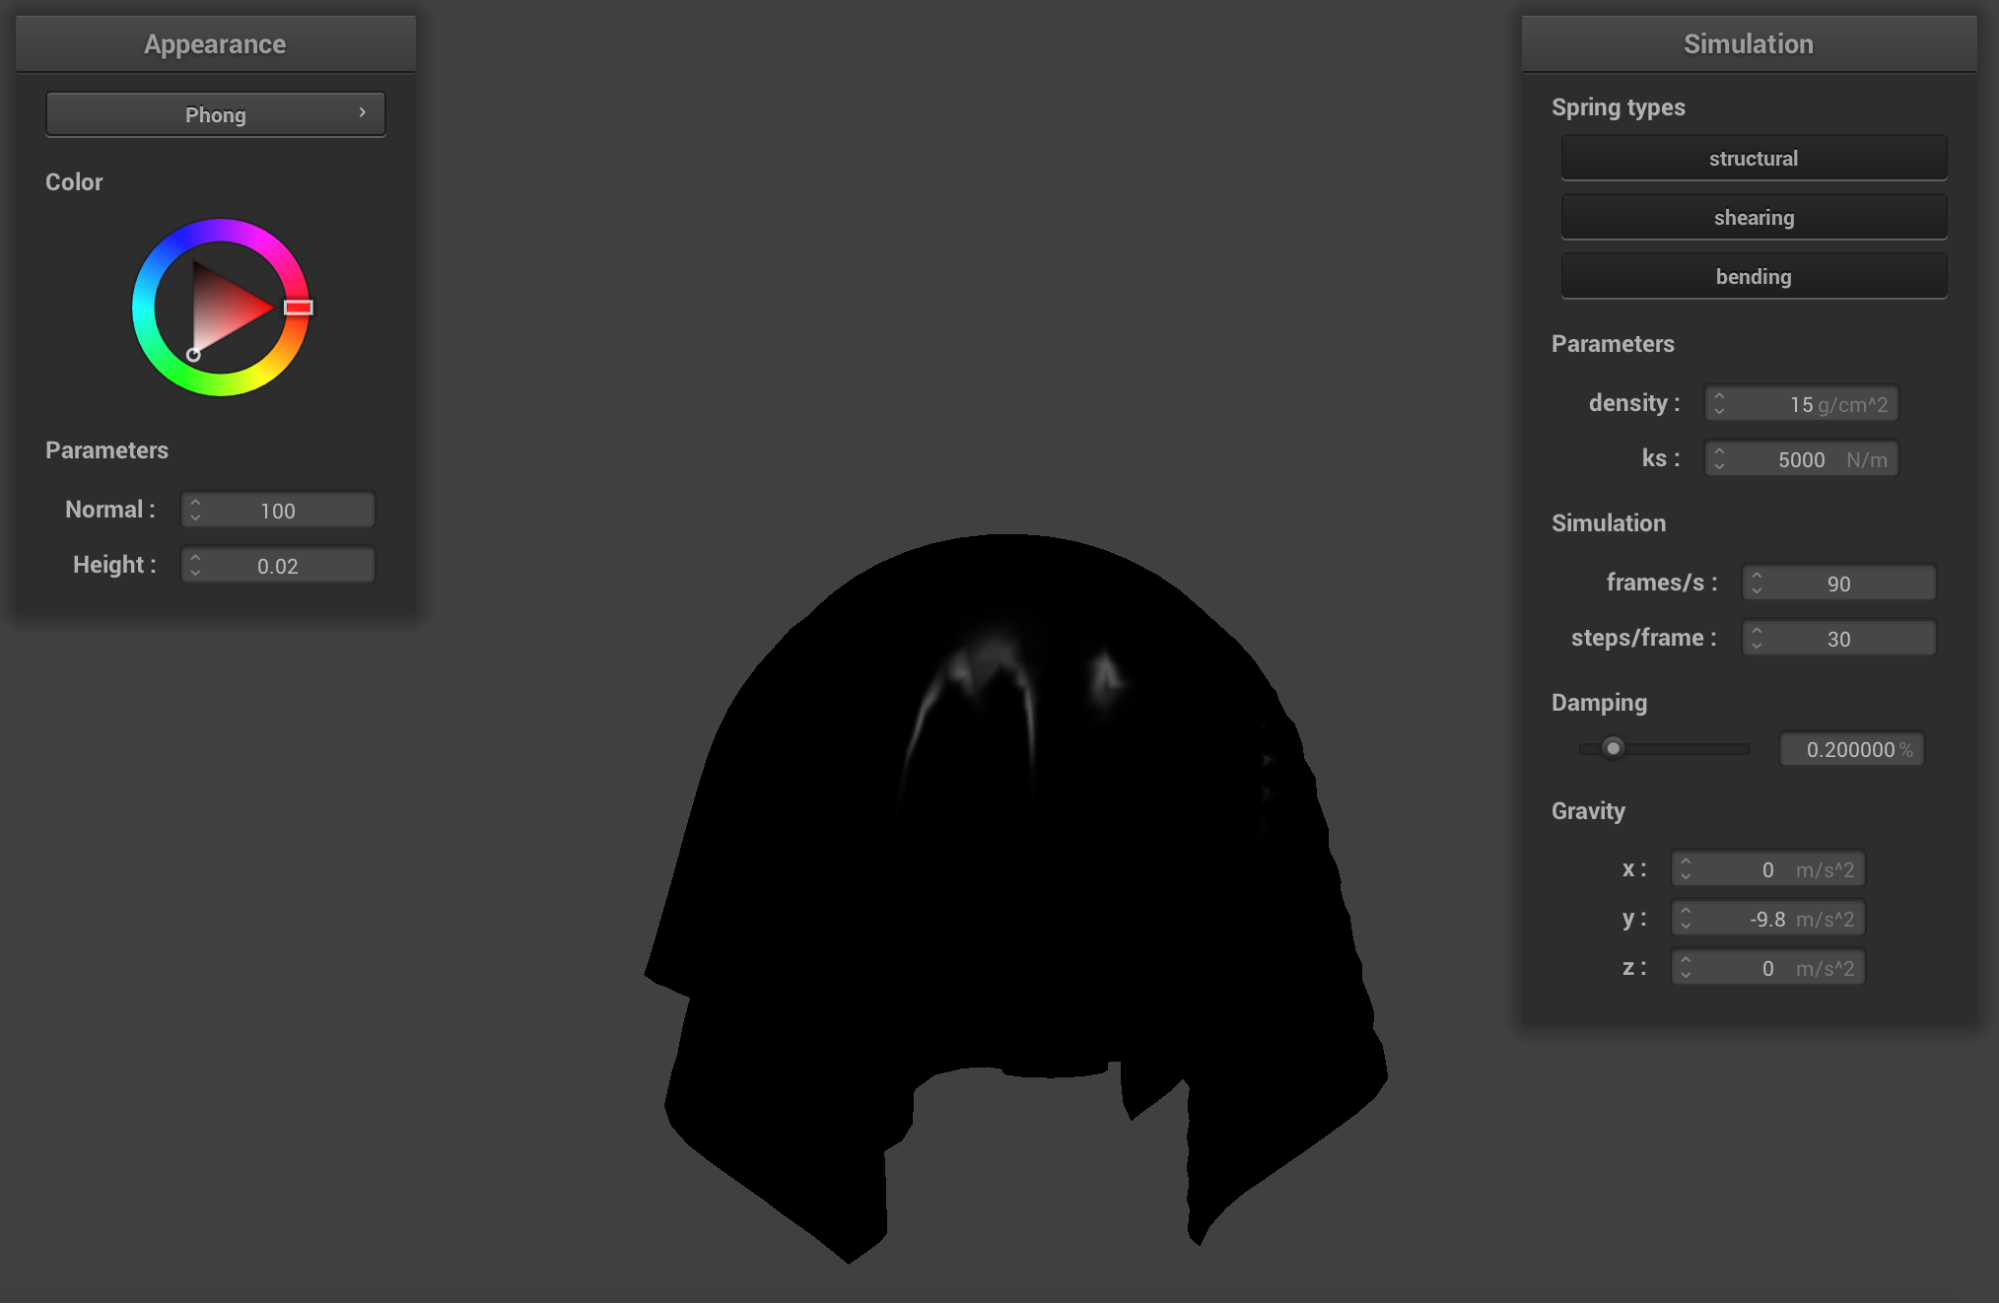 Appearance
Phong
Color
Parameters
Normal : 100
Height : 0.02
Simulation
Spring types
structural
shearing
bending
Parameters
density : 15 g/cm^2
ks : 5000 N/m
Simulation
frames/s : 90
steps/frame : 30
Damping
0.200000 %
Gravity
x : 0 m/s^2
y : -9.8 m/s^2
z : 0 m/s^2